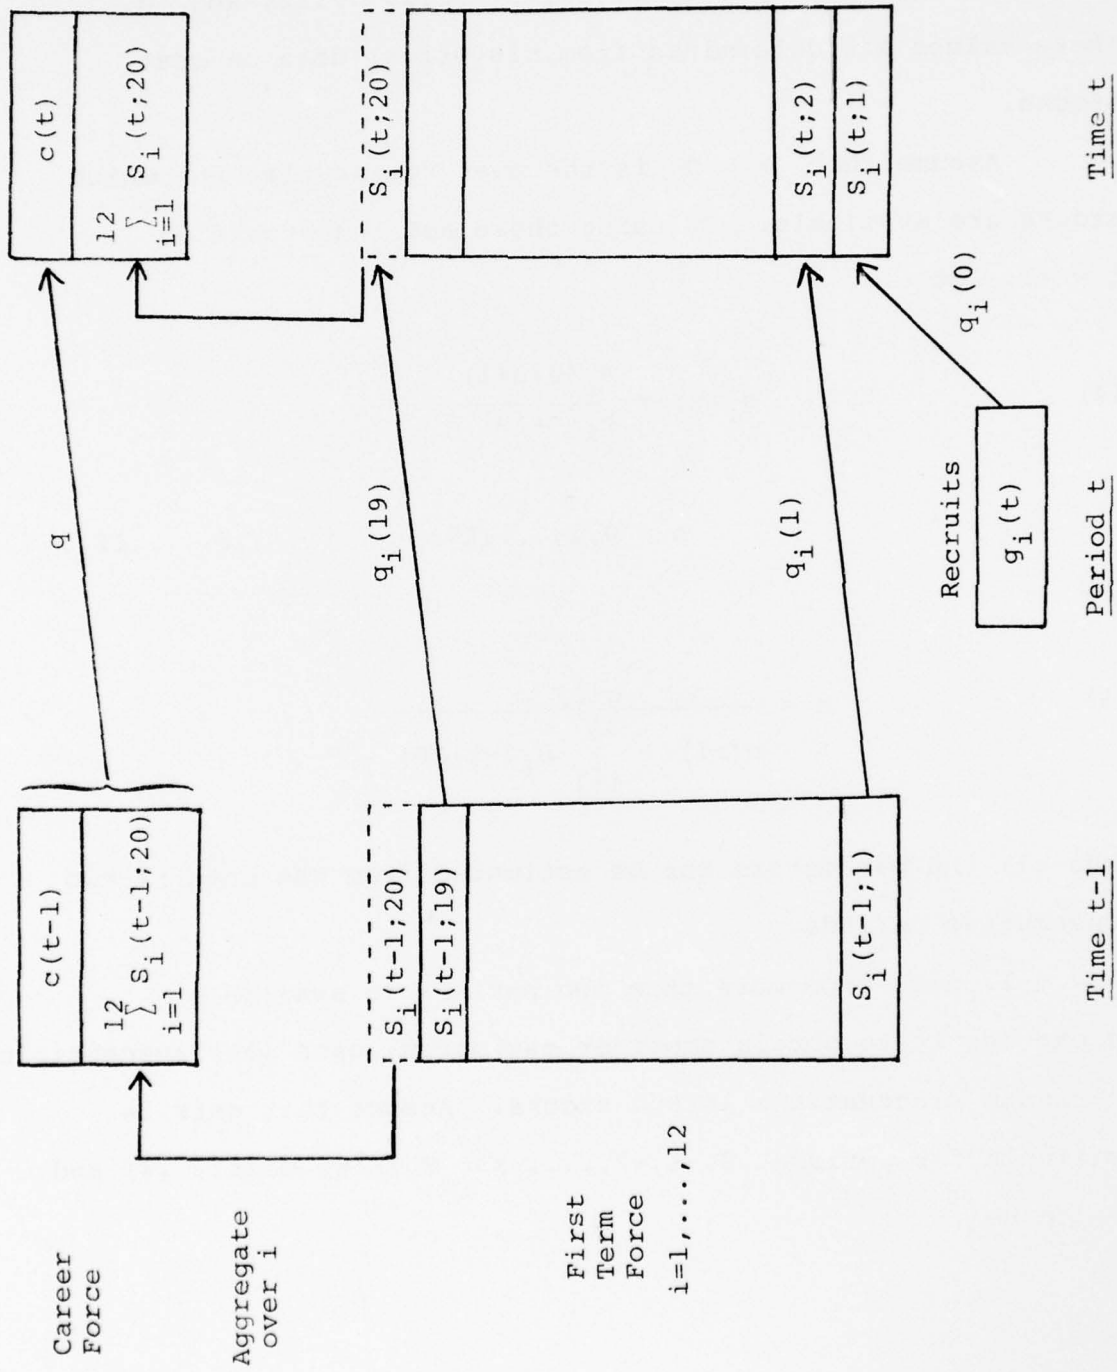 Career
Force
c(t-1)
12
Σ S_i(t-1;20)
i=1
q
c(t)
12
Σ S_i(t;20)
i=1
Aggregate
over i
S_i(t-1;20)
S_i(t-1;19)
q_i(19)
S_i(t;20)
First
Term
Force
i=1,...,12
S_i(t-1;1)
q_i(1)
S_i(t;2)
S_i(t;1)
q_i(0)
Recruits
g_i(t)
Time t-1
Period t
Time t